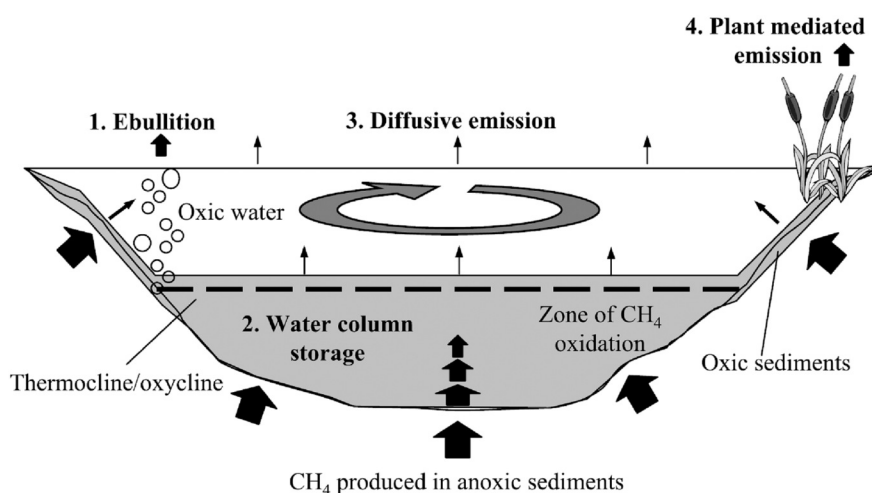 4. Plant mediated
emission
1. Ebullition
3. Diffusive emission
Oxic water
2. Water column
storage
Zone of CH₄
oxidation
Thermocline/oxycline
Oxic sediments
CH₄ produced in anoxic sediments